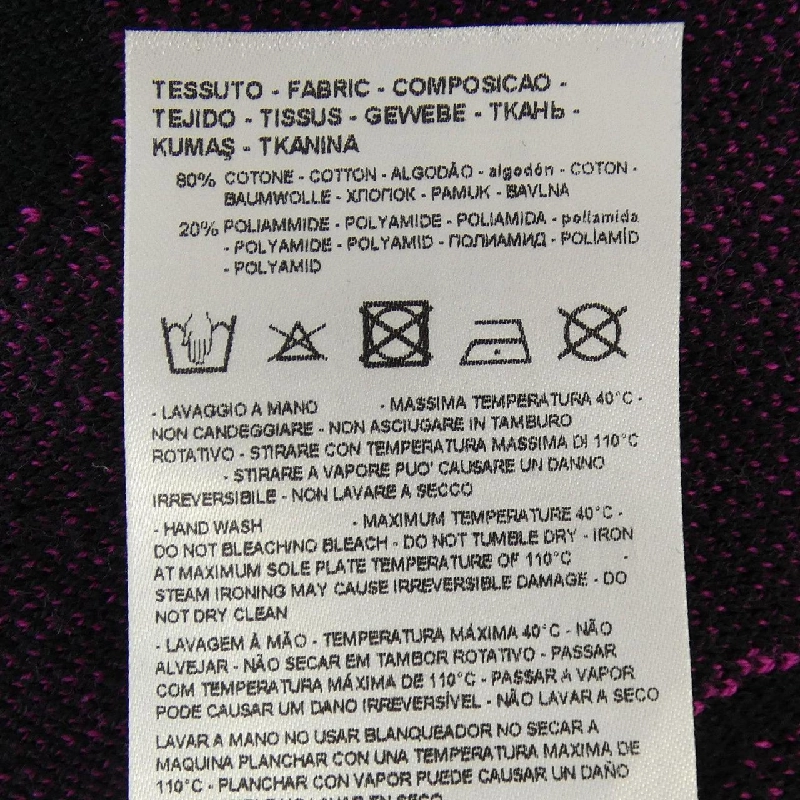 TESSUTO - FABRIC - COMPOSICAO -
TEJIDO - TISSUS - GEWEBE - ТКАНЬ -
KUMAŞ - TKANINA
80% COTONE - COTTON - ALGODÃO - algodón - COTON -
BAUMWOLLE - ХЛОПОК - PAMUK - BAVLNA
20% POLIAMMIDE - POLYAMIDE - POLIAMIDA - poliamida
- POLYAMIDE - POLYAMID - ПОЛИАМИД - POLİAMİD
- POLYAMID
- LAVAGGIO A MANO - MASSIMA TEMPERATURA 40°C -
NON CANDEGGIARE - NON ASCIUGARE IN TAMBURO
ROTATIVO - STIRARE CON TEMPERATURA MASSIMA DI 110°C
- STIRARE A VAPORE PUO' CAUSARE UN DANNO
IRREVERSIBILE - NON LAVARE A SECCO
- HAND WASH - MAXIMUM TEMPERATURE 40°C -
DO NOT BLEACH/NO BLEACH - DO NOT TUMBLE DRY - IRON
AT MAXIMUM SOLE PLATE TEMPERATURE OF 110°C -
STEAM IRONING MAY CAUSE IRREVERSIBLE DAMAGE - DO
NOT DRY CLEAN
- LAVAGEM À MÃO - TEMPERATURA MÁXIMA 40°C - NÃO
ALVEJAR - NÃO SECAR EM TAMBOR ROTATIVO - PASSAR
COM TEMPERATURA MÁXIMA DE 110°C - PASSAR A VAPOR
PODE CAUSAR UM DANO IRREVERSÍVEL - NÃO LAVAR A SECO
LAVAR A MANO NO USAR BLANQUEADOR NO SECAR A
MAQUINA PLANCHAR CON UNA TEMPERATURA MAXIMA DE
110°C - PLANCHAR CON VAPOR PUEDE CAUSAR UN DAÑO
LAVAR EN SECO